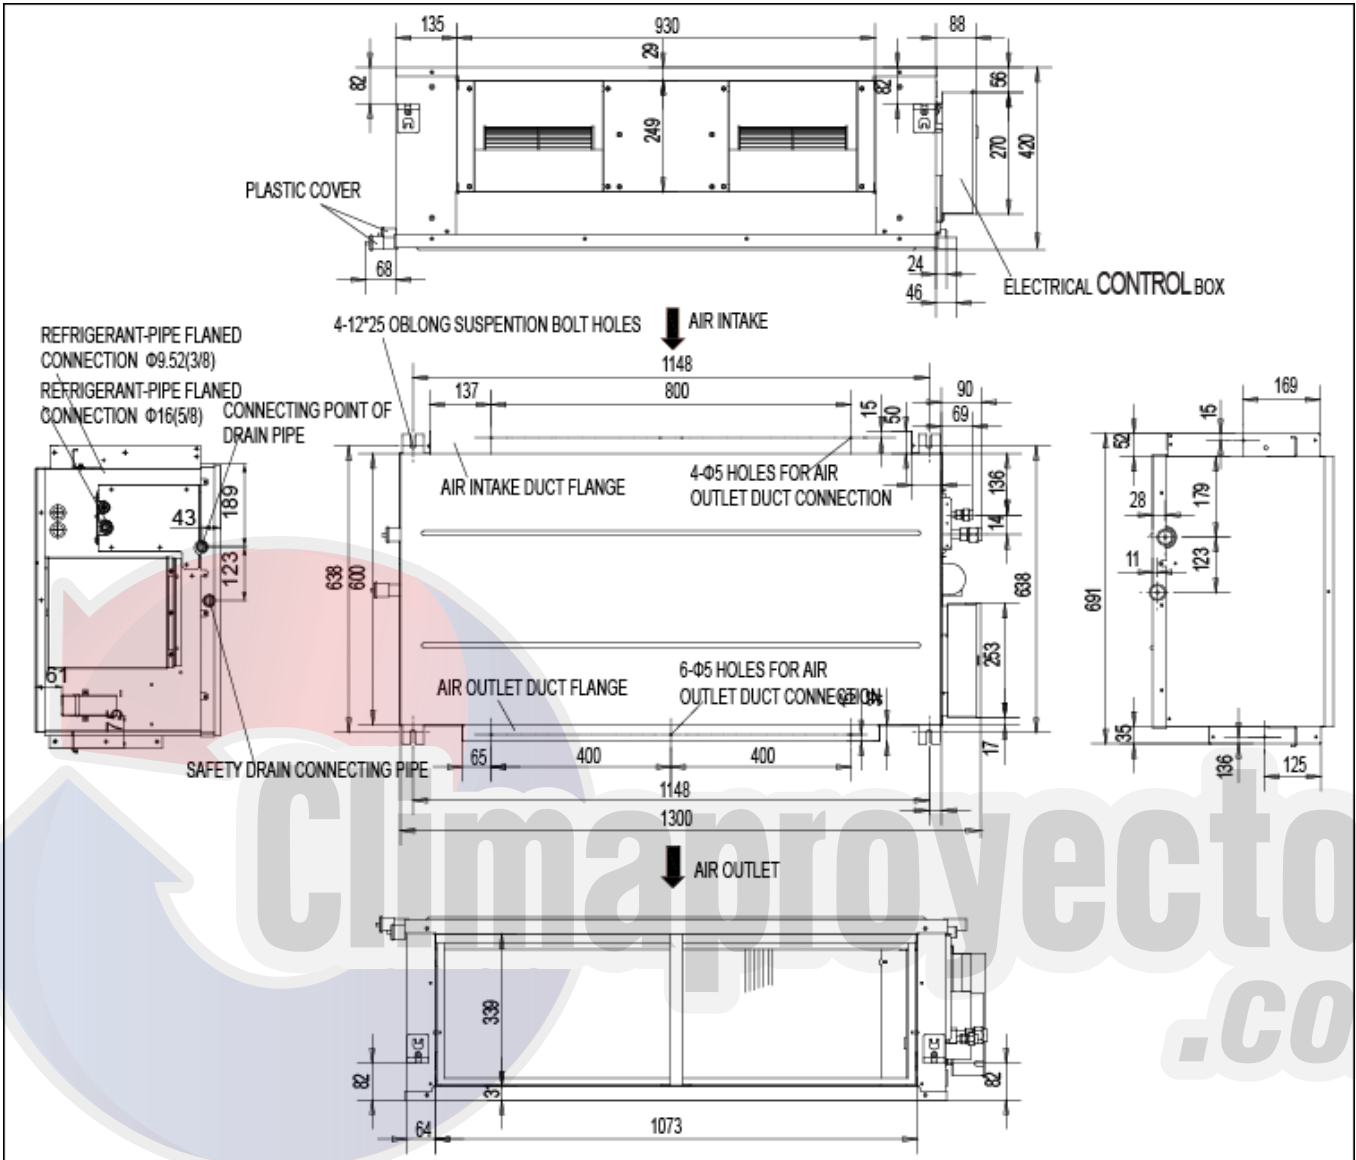 135
930
88
29
82
82
56
249
270
420
PLASTIC COVER
68
24
46
ELECTRICAL CONTROL BOX
REFRIGERANT-PIPE FLANED
CONNECTION Φ9.52(3/8)
REFRIGERANT-PIPE FLANED
CONNECTION Φ16(5/8)
CONNECTING POINT OF
DRAIN PIPE
4-12*25 OBLONG SUSPENTION BOLT HOLES
AIR INTAKE
1148
137
800
90
69
15
50
169
15
52
189
43
123
61
75
SAFETY DRAIN CONNECTING PIPE
AIR INTAKE DUCT FLANGE
4-Φ5 HOLES FOR AIR
OUTLET DUCT CONNECTION
136
14
638
600
638
253
17
AIR OUTLET DUCT FLANGE
6-Φ5 HOLES FOR AIR
OUTLET DUCT CONNECTION
65
400
400
1148
1300
28
179
11
123
691
35
136
125
AIR OUTLET
339
82
31
82
64
1073
Climaproyecto
.co